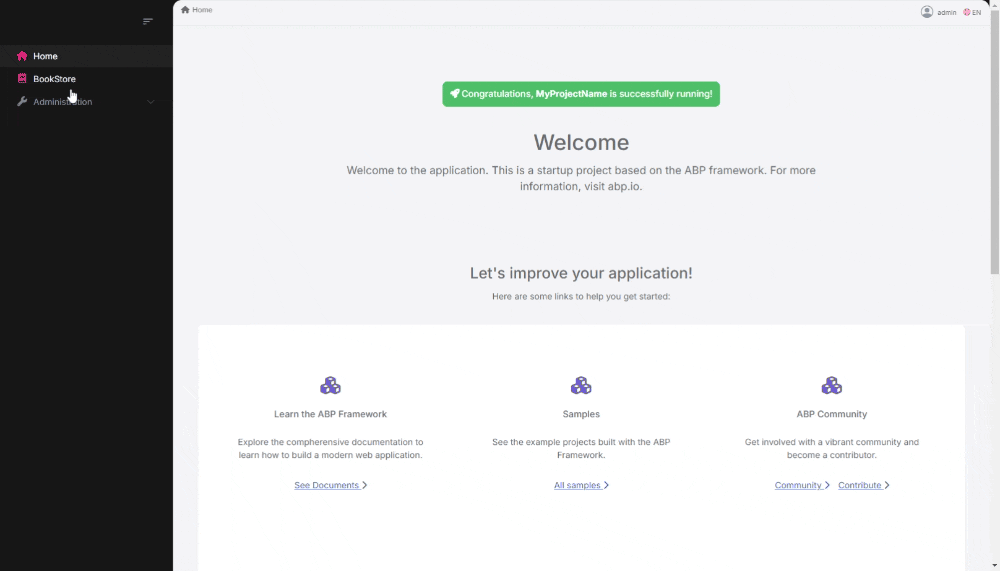 Home
admin
EN
Home
BookStore
Administration
Congratulations, MyProjectName is successfully running!
Welcome
Welcome to the application. This is a startup project based on the ABP framework. For more
information, visit abp.io.
Let's improve your application!
Here are some links to help you get started:
Learn the ABP Framework
Explore the compherensive documentation to
learn how to build a modern web application.
See Documents
Samples
See the example projects built with the ABP
Framework.
All samples
ABP Community
Get involved with a vibrant community and
become a contributor.
Community
Contribute